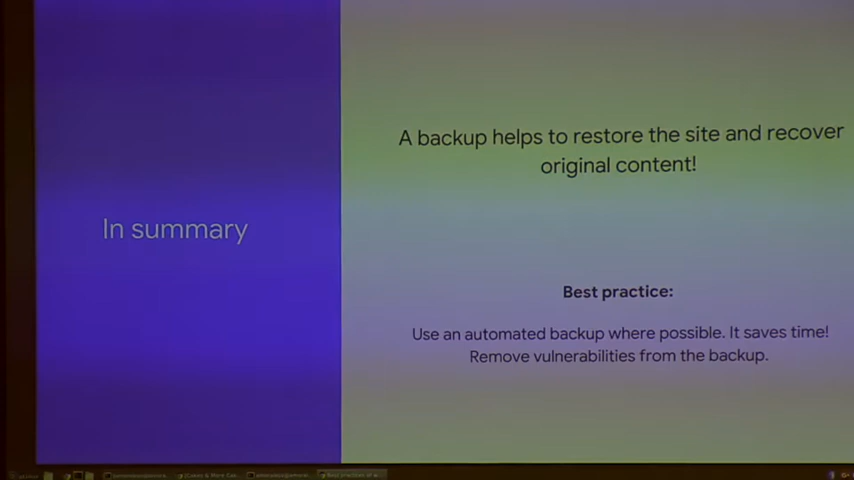 In summary
A backup helps to restore the site and recover
original content!
Best practice:
Use an automated backup where possible. It saves time!
Remove vulnerabilities from the backup.